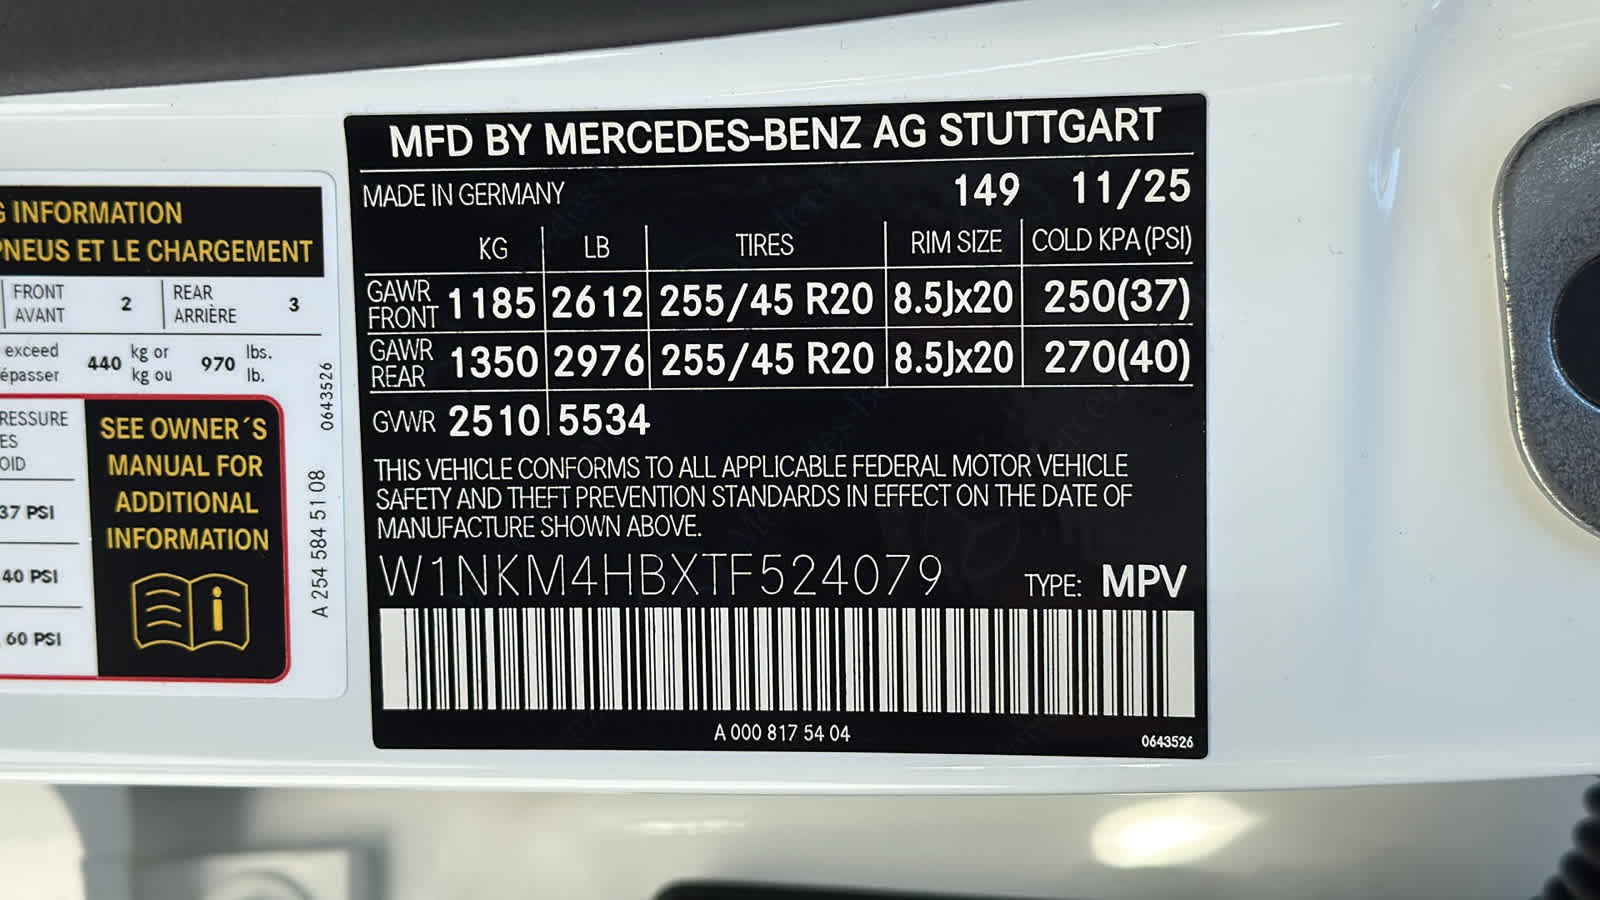 G INFORMATION
PNEUS ET LE CHARGEMENT
FRONT
AVANT
2
REAR
ARRIÈRE
3
exceed
épasser
440
kg or
kg ou
970
lbs.
lb.
RESSURE
ES
OID
37 PSI
40 PSI
60 PSI
SEE OWNER´S
MANUAL FOR
ADDITIONAL
INFORMATION
i
A 254 584 51 08
0643526
MFD BY MERCEDES-BENZ AG STUTTGART
MADE IN GERMANY 149 11/25
KG LB TIRES RIM SIZE COLD KPA (PSI)
GAWR
FRONT 1185 2612 255/45 R20 8.5Jx20 250(37)
GAWR
REAR 1350 2976 255/45 R20 8.5Jx20 270(40)
GVWR 2510 5534
THIS VEHICLE CONFORMS TO ALL APPLICABLE FEDERAL MOTOR VEHICLE
SAFETY AND THEFT PREVENTION STANDARDS IN EFFECT ON THE DATE OF
MANUFACTURE SHOWN ABOVE.
W1NKM4HBXTF524079 TYPE: MPV
A 000 817 54 04
0643526